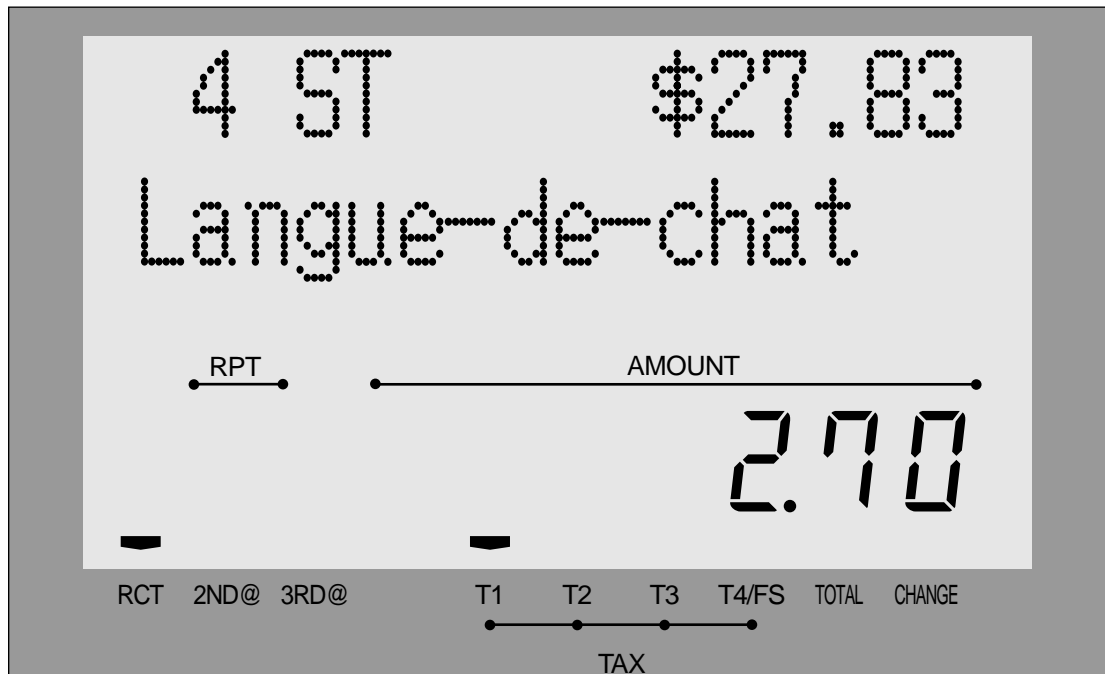 4 ST $27.83
Langue-de-chat
RPT AMOUNT
2.70
RCT 2ND@ 3RD@ T1 T2 T3 T4/FS TOTAL CHANGE
TAX